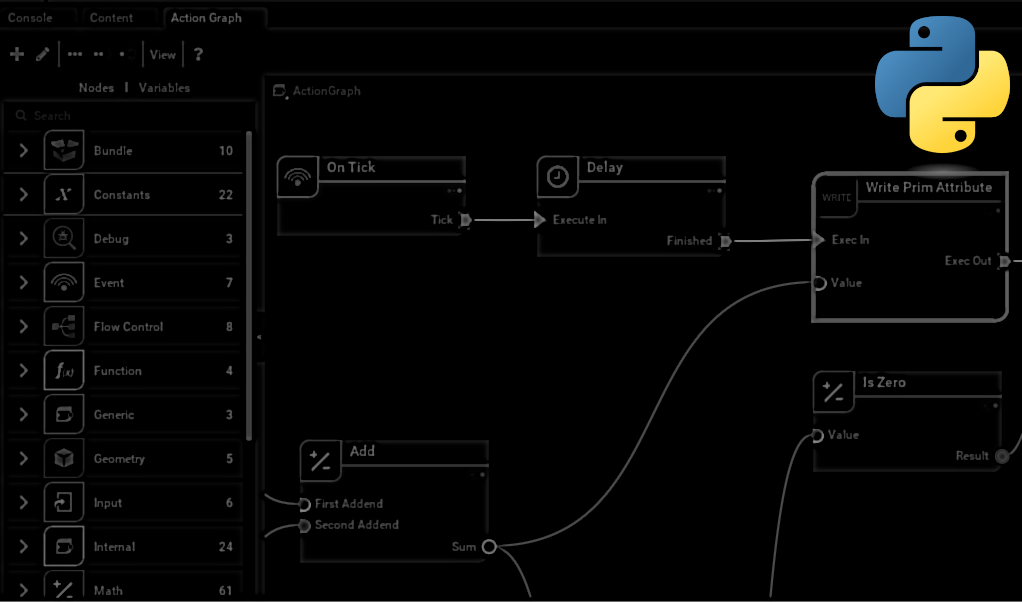 Console
Content
Action Graph
View
?
Nodes
Variables
Search
Bundle 10
Constants 22
Debug 3
Event 7
Flow Control 8
Function 4
Generic 3
Geometry 5
Input 6
Internal 24
Math 61
ActionGraph
On Tick
Tick
Delay
Execute In
Finished
WRITE
Write Prim Attribute
Exec In
Exec Out
Value
Is Zero
Value
Result
Add
First Addend
Second Addend
Sum
X
f(x)